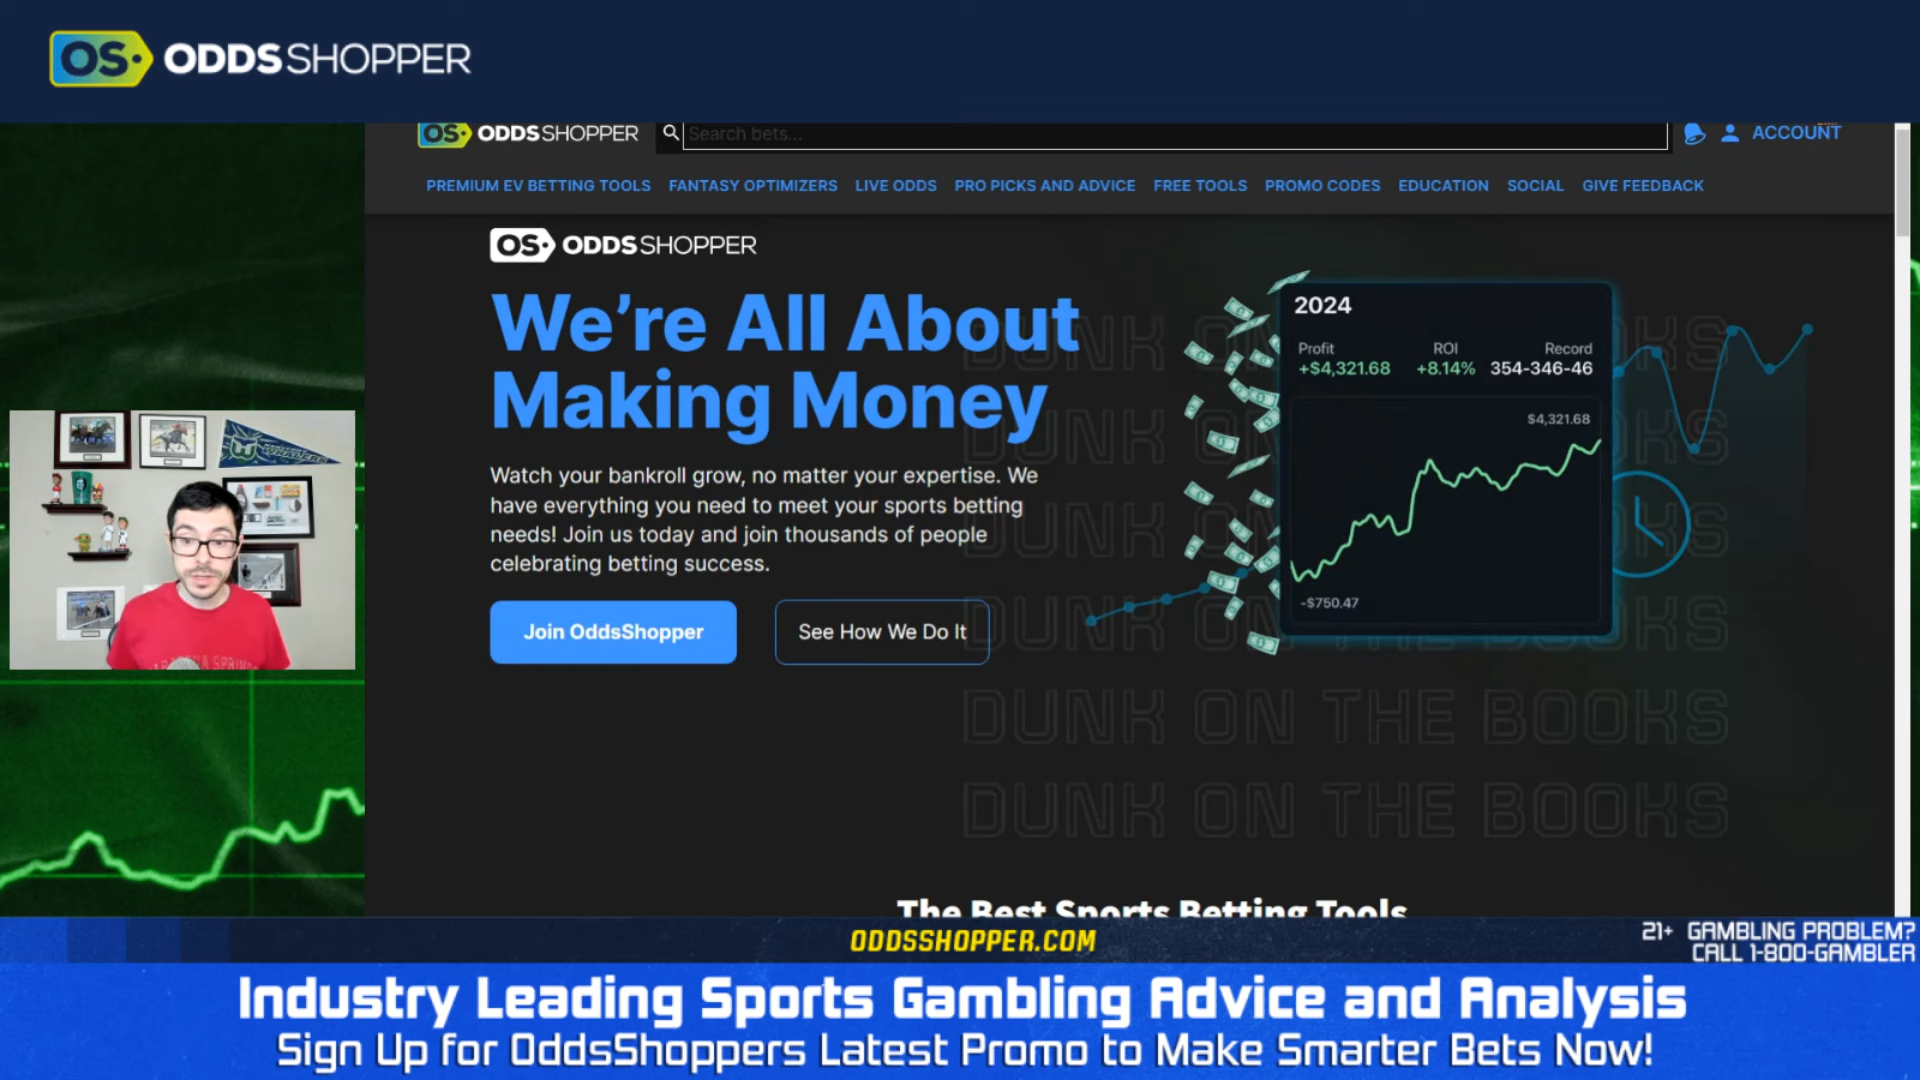 OS ODDSSHOPPER
OS ODDSSHOPPER
Search bets...
ACCOUNT
PREMIUM EV BETTING TOOLS FANTASY OPTIMIZERS LIVE ODDS PRO PICKS AND ADVICE FREE TOOLS PROMO CODES EDUCATION SOCIAL GIVE FEEDBACK
OS ODDSSHOPPER
We're All About
Making Money
Watch your bankroll grow, no matter your expertise. We
have everything you need to meet your sports betting
needs! Join us today and join thousands of people
celebrating betting success.
Join OddsShopper
See How We Do It
2024
Profit ROI Record
+$4,321.68 +8.14% 354-346-46
$4,321.68
-$750.47
DUNK ON THE BOOKS
DUNK ON THE BOOKS
The Best Sports Betting Tools
ODDSSHOPPER.COM
21+ GAMBLING PROBLEM?
CALL 1-800-GAMBLER
Industry Leading Sports Gambling Advice and Analysis
Sign Up for OddsShoppers Latest Promo to Make Smarter Bets Now!